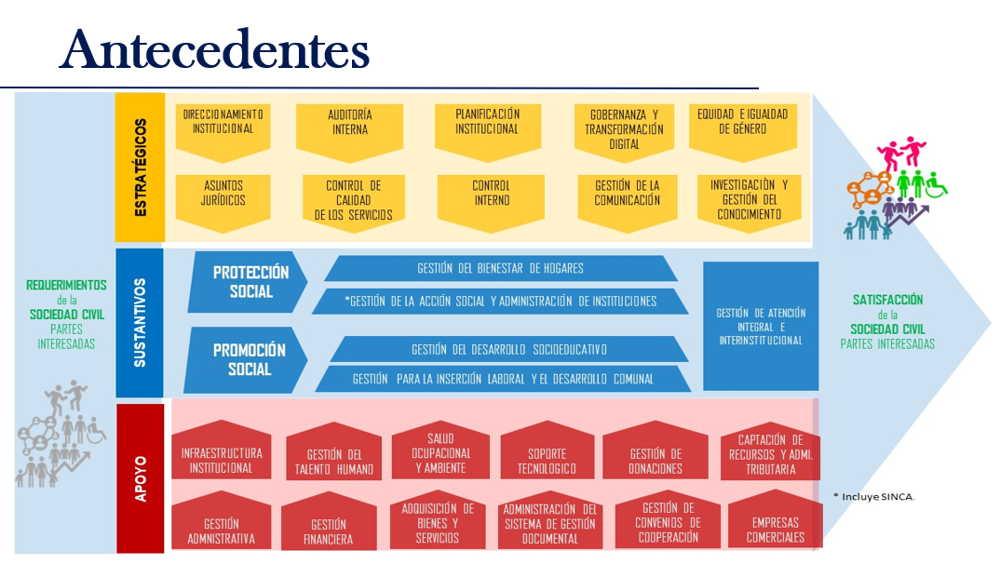 Antecedentes
REQUERIMIENTOS
de la
SOCIEDAD CIVIL
PARTES
INTERESADAS
ESTRATÉGICOS
DIRECCIONAMIENTO
INSTITUCIONAL
AUDITORÍA
INTERNA
PLANIFICACIÓN
INSTITUCIONAL
GOBERNANZA Y
TRANSFORMACIÓN
DIGITAL
EQUIDAD E IGUALDAD
DE GÉNERO
ASUNTOS
JURÍDICOS
CONTROL DE
CALIDAD
DE LOS SERVICIOS
CONTROL
INTERNO
GESTIÓN DE LA
COMUNICACIÓN
INVESTIGACIÒN Y
GESTIÓN DEL
CONOCIMIENTO
SUSTANTIVOS
PROTECCIÓN
SOCIAL
GESTIÓN DEL BIENESTAR DE HOGARES
*GESTIÓN DE LA ACCIÓN SOCIAL Y ADMINISTRACIÓN DE INSTITUCIONES
PROMOCIÓN
SOCIAL
GESTIÓN DEL DESARROLLO SOCIOEDUCATIVO
GESTIÓN PARA LA INSERCIÓN LABORAL Y EL DESARROLLO COMUNAL
GESTIÓN DE ATENCIÓN
INTEGRAL E
INTERINSTITUCIONAL
APOYO
INFRAESTRUCTURA
INSTITUCIONAL
GESTIÓN DEL
TALENTO HUMANO
SALUD
OCUPACIONAL
Y AMBIENTE
SOPORTE
TECNOLOGICO
GESTIÓN DE
DONACIONES
CAPTACIÓN DE
RECURSOS Y ADMI.
TRIBUTARIA
GESTIÓN
ADMNISTRATIVA
GESTIÓN
FINANCIERA
ADQUISICIÓN DE
BIENES Y
SERVICIOS
ADMINISTRACIÓN DEL
SISTEMA DE GESTIÓN
DOCUMENTAL
GESTIÓN DE
CONVENIOS DE
COOPERACIÓN
EMPRESAS
COMERCIALES
SATISFACCIÓN
de la
SOCIEDAD CIVIL
PARTES INTERESADAS
* Incluye SINCA.